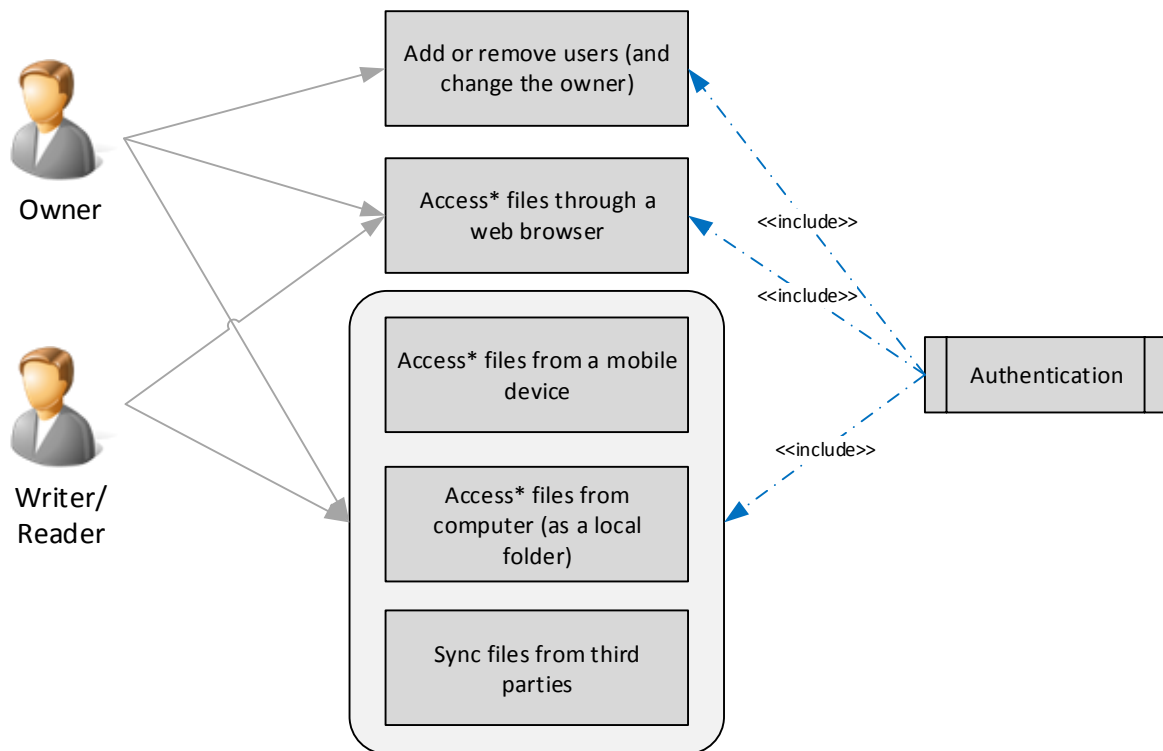 Owner
Writer/
Reader
Add or remove users (and
change the owner)
Access* files through a
web browser
Access* files from a mobile
device
Access* files from
computer (as a local
folder)
Sync files from third
parties
<<include>>
<<include>>
<<include>>
Authentication